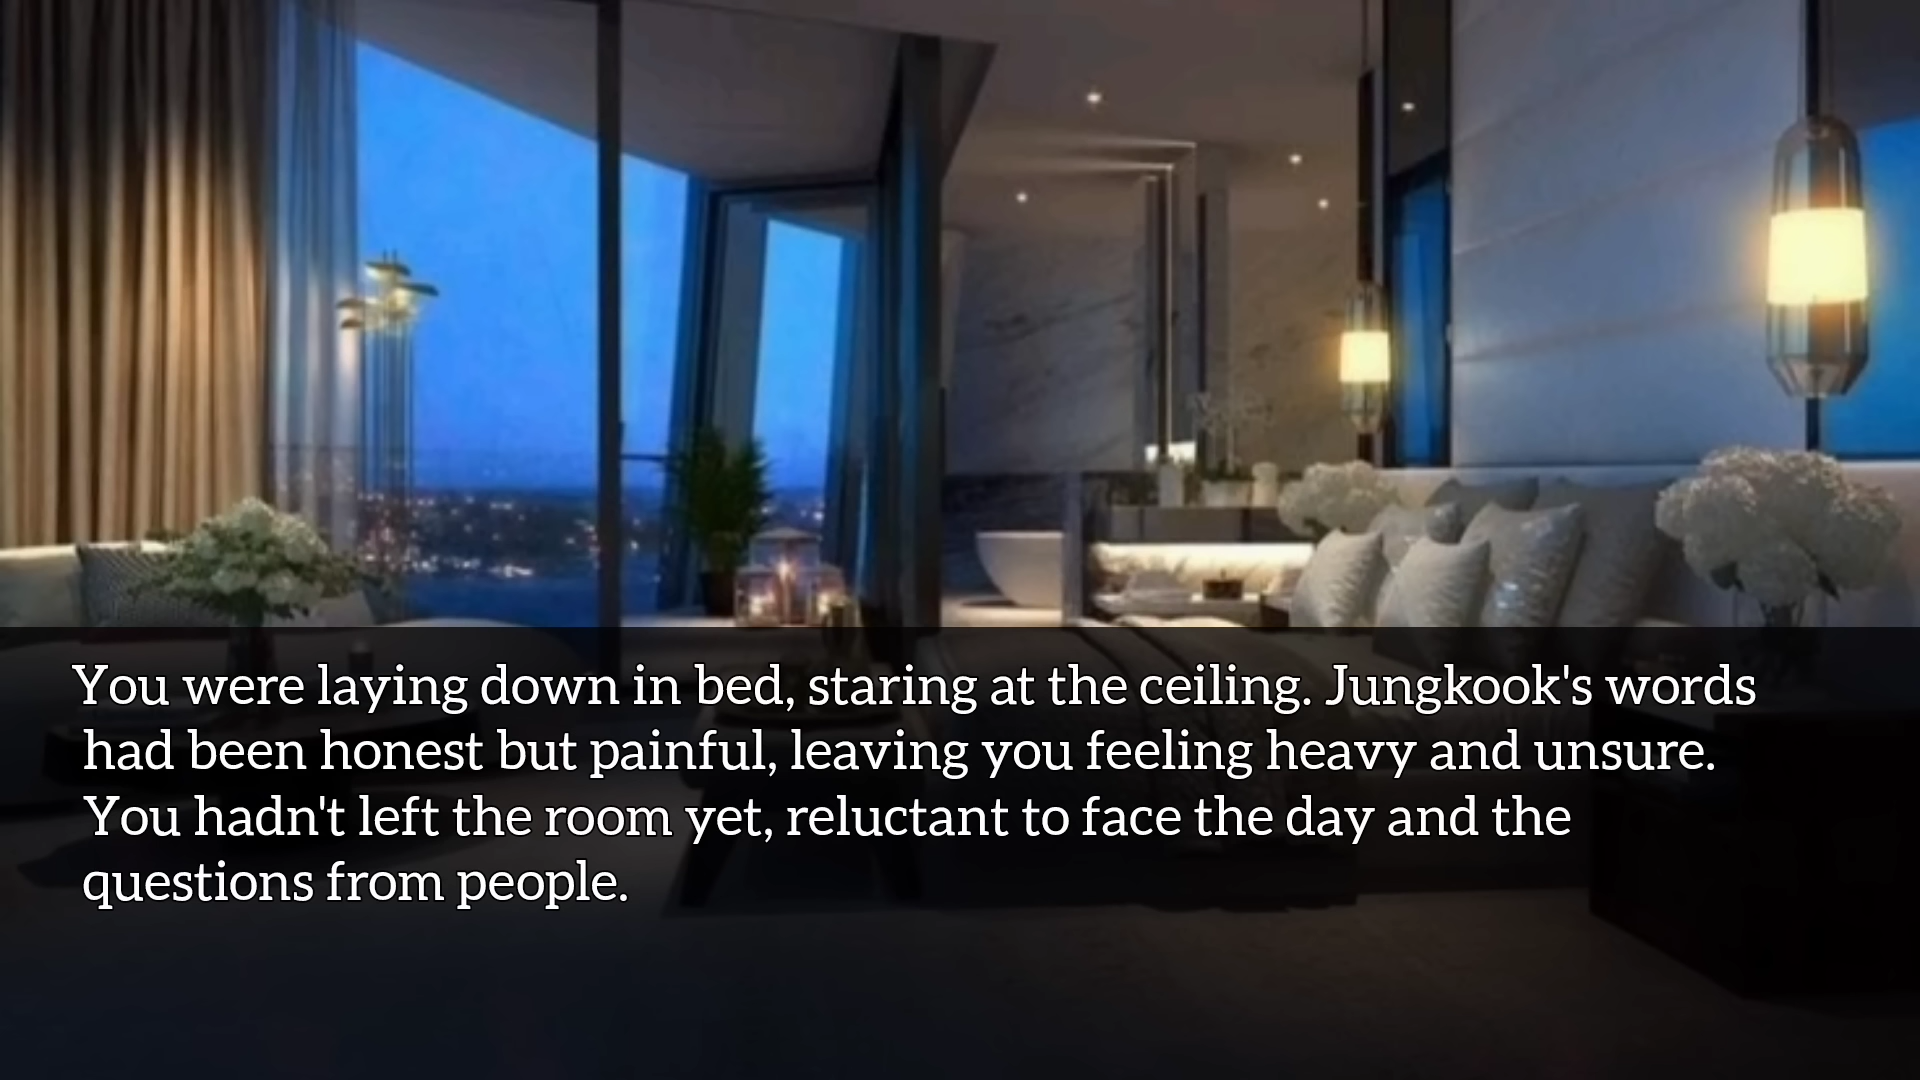 You were laying down in bed, staring at the ceiling. Jungkook's words
had been honest but painful, leaving you feeling heavy and unsure.
You hadn't left the room yet, reluctant to face the day and the
questions from people.